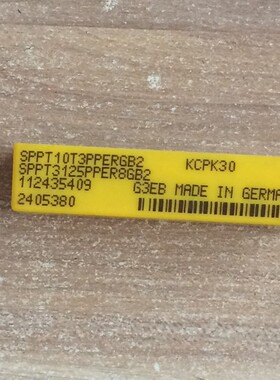 SPPT10T3PPERGB2 KCPK30
SPPT3125PPER8GB2
112435409 G3EB MADE IN GERMA
2405380